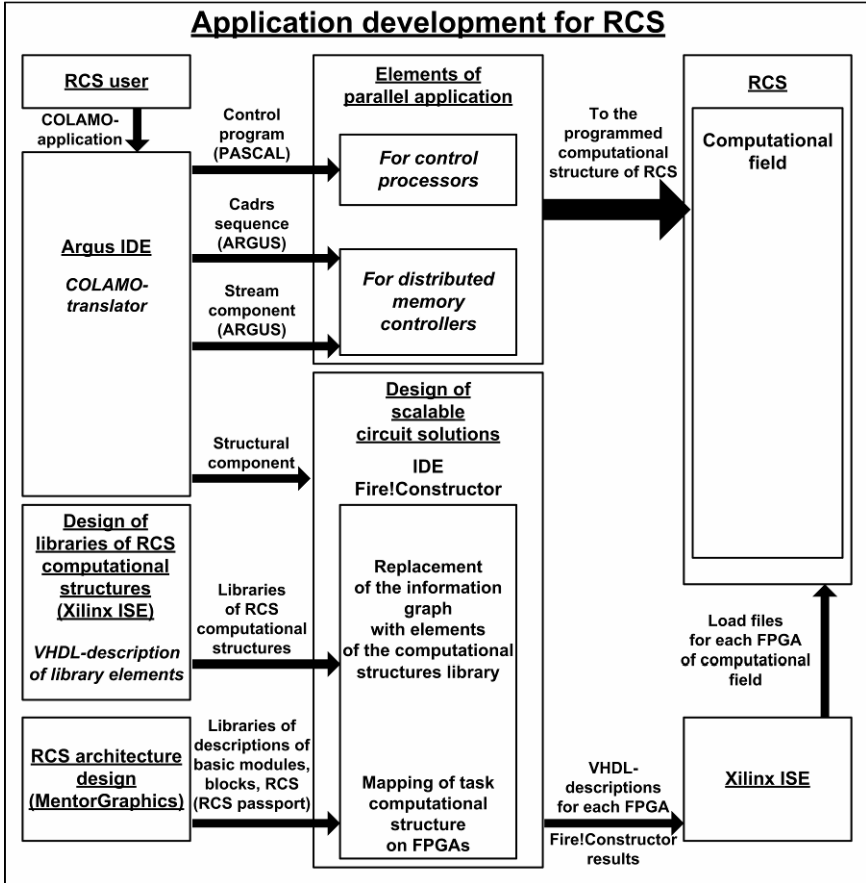 Application development for RCS
RCS user
COLAMO-
application
Argus IDE
COLAMO-
translator
Control
program
(PASCAL)
Cadrs
sequence
(ARGUS)
Stream
component
(ARGUS)
Structural
component
Elements of
parallel application
For control
processors
For distributed
memory
controllers
To the
programmed
computational
structure of RCS
RCS
Computational
field
Design of
libraries of RCS
computational
structures
(Xilinx ISE)
VHDL-description
of library elements
Libraries
of RCS
computational
structures
RCS architecture
design
(MentorGraphics)
Libraries of
descriptions of
basic modules,
blocks, RCS
(RCS passport)
Design of
scalable
circuit solutions
IDE
Fire!Constructor
Replacement
of the information
graph
with elements
of the computational
structures library
Mapping of task
computational
structure
on FPGAs
VHDL-
descriptions
for each FPGA
Fire!Constructor
results
Xilinx ISE
Load files
for each FPGA
of computational
field